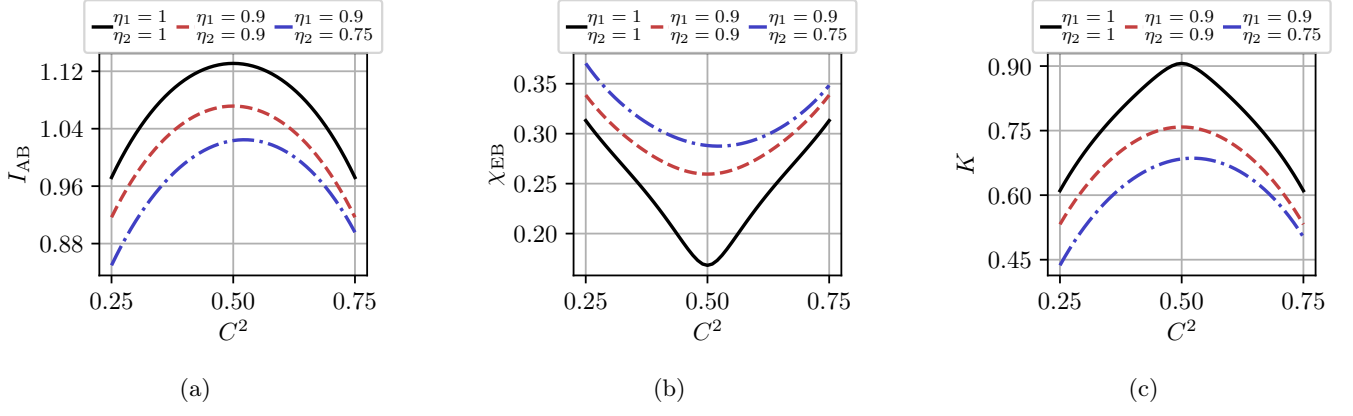 η₁ = 1 η₁ = 0.9 η₁ = 0.9
η₂ = 1 η₂ = 0.9 η₂ = 0.75
1.12
1.04
0.96
0.88
I_AB
0.25 0.50 0.75
C²
(a)
η₁ = 1 η₁ = 0.9 η₁ = 0.9
η₂ = 1 η₂ = 0.9 η₂ = 0.75
0.35
0.30
0.25
0.20
χ_EB
0.25 0.50 0.75
C²
(b)
η₁ = 1 η₁ = 0.9 η₁ = 0.9
η₂ = 1 η₂ = 0.9 η₂ = 0.75
0.90
0.75
0.60
0.45
K
0.25 0.50 0.75
C²
(c)